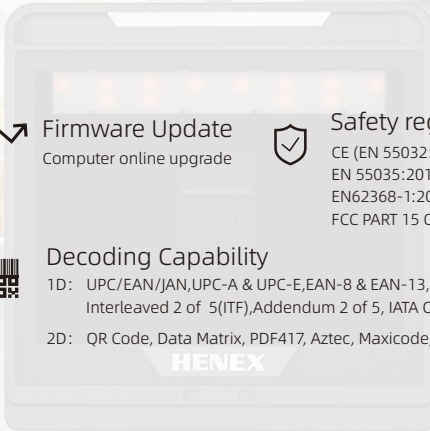 Firmware Update
Computer online upgrade
Safety reg
CE (EN 55032:
EN 55035:201
EN62368-1:20
FCC PART 15 C
Decoding Capability
1D: UPC/EAN/JAN,UPC-A & UPC-E,EAN-8 & EAN-13,
Interleaved 2 of 5(ITF),Addendum 2 of 5, IATA C
2D: QR Code, Data Matrix, PDF417, Aztec, Maxicode,
HENEX